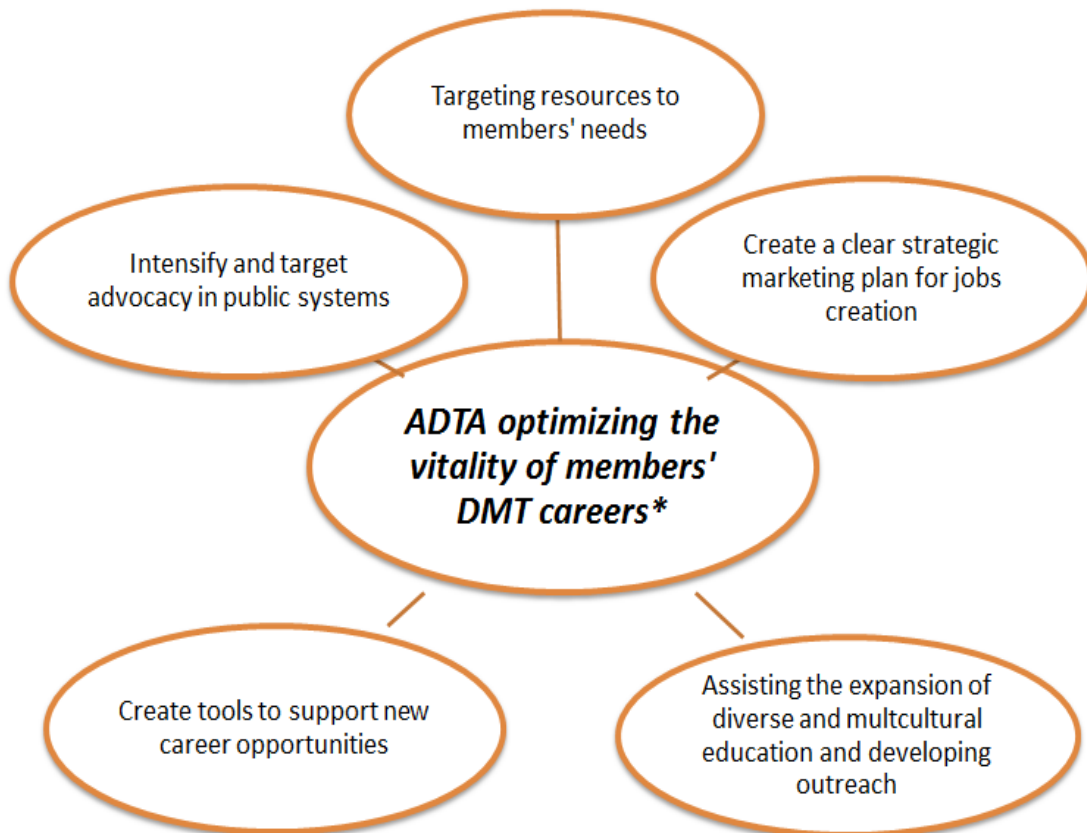 Targeting resources to
members' needs
Intensify and target
advocacy in public systems
Create a clear strategic
marketing plan for jobs
creation
ADTA optimizing the
vitality of members'
DMT careers*
Create tools to support new
career opportunities
Assisting the expansion of
diverse and multcultural
education and developing
outreach